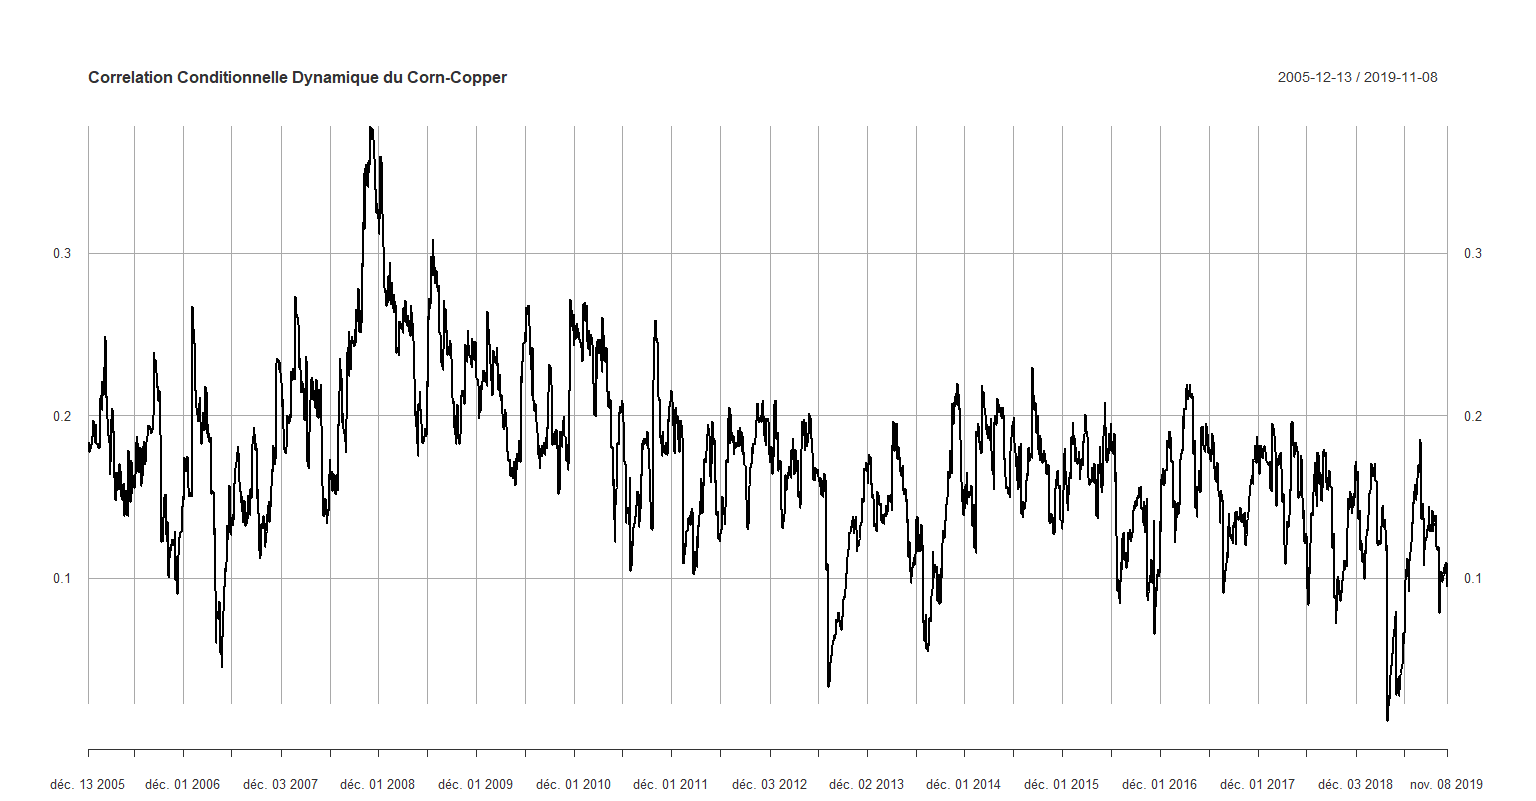 Correlation Conditionnelle Dynamique du Corn-Copper
2005-12-13 / 2019-11-08
0.3 0.3
0.2 0.2
0.1 0.1
déc. 13 2005 déc. 01 2006 déc. 03 2007 déc. 01 2008 déc. 01 2009 déc. 01 2010 déc. 01 2011 déc. 03 2012 déc. 02 2013 déc. 01 2014 déc. 01 2015 déc. 01 2016 déc. 01 2017 déc. 03 2018 nov. 08 2019